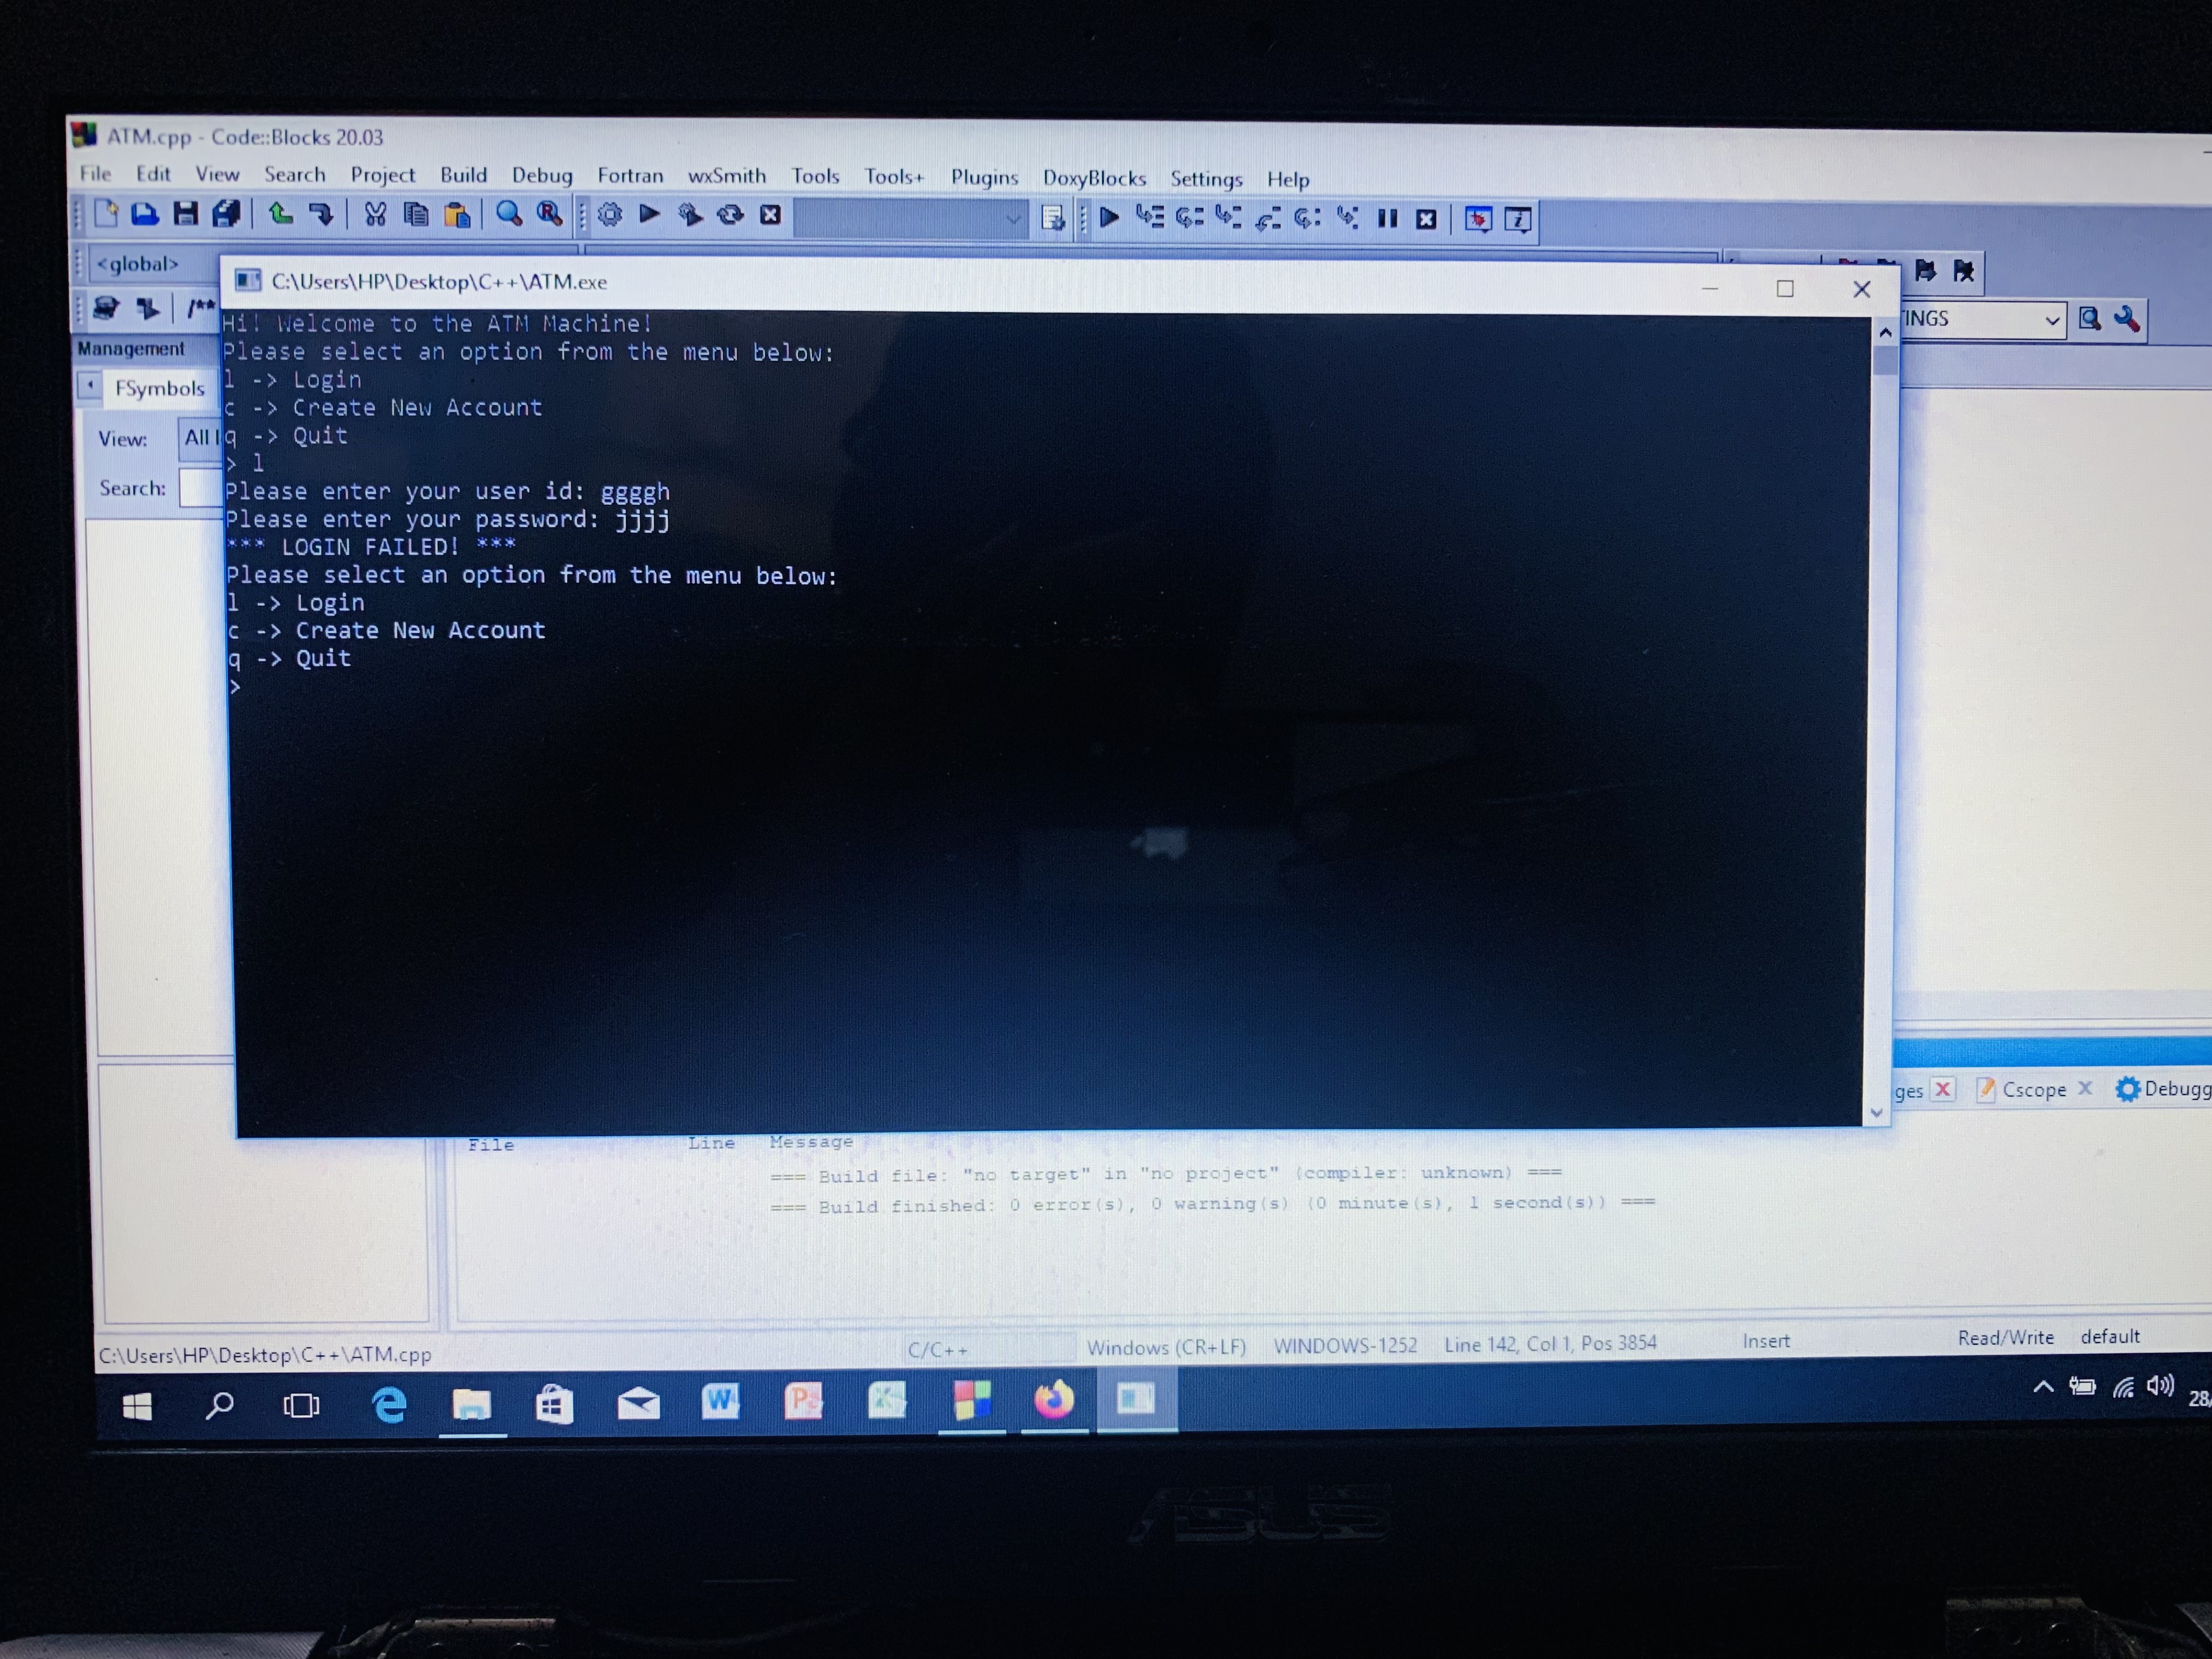 ATM.cpp - Code::Blocks 20.03
File Edit View Search Project Build Debug Fortran wxSmith Tools Tools+ Plugins DoxyBlocks Settings Help
<global>
C:\Users\HP\Desktop\C++\ATM.exe
/**
INGS
Management
FSymbols
View: All
Search:
Hi! Welcome to the ATM Machine!
Please select an option from the menu below:
l -> Login
c -> Create New Account
q -> Quit
> l
Please enter your user id: ggggh
Please enter your password: jjjj
*** LOGIN FAILED! ***
Please select an option from the menu below:
l -> Login
c -> Create New Account
q -> Quit
>
ges Cscope Debugg
File Line Message
=== Build file: "no target" in "no project" (compiler: unknown) ===
=== Build finished: 0 error(s), 0 warning(s) (0 minute(s), 1 second(s)) ===
C:\Users\HP\Desktop\C++\ATM.cpp C/C++ Windows (CR+LF) WINDOWS-1252 Line 142, Col 1, Pos 3854 Insert Read/Write default
28/
ASUS